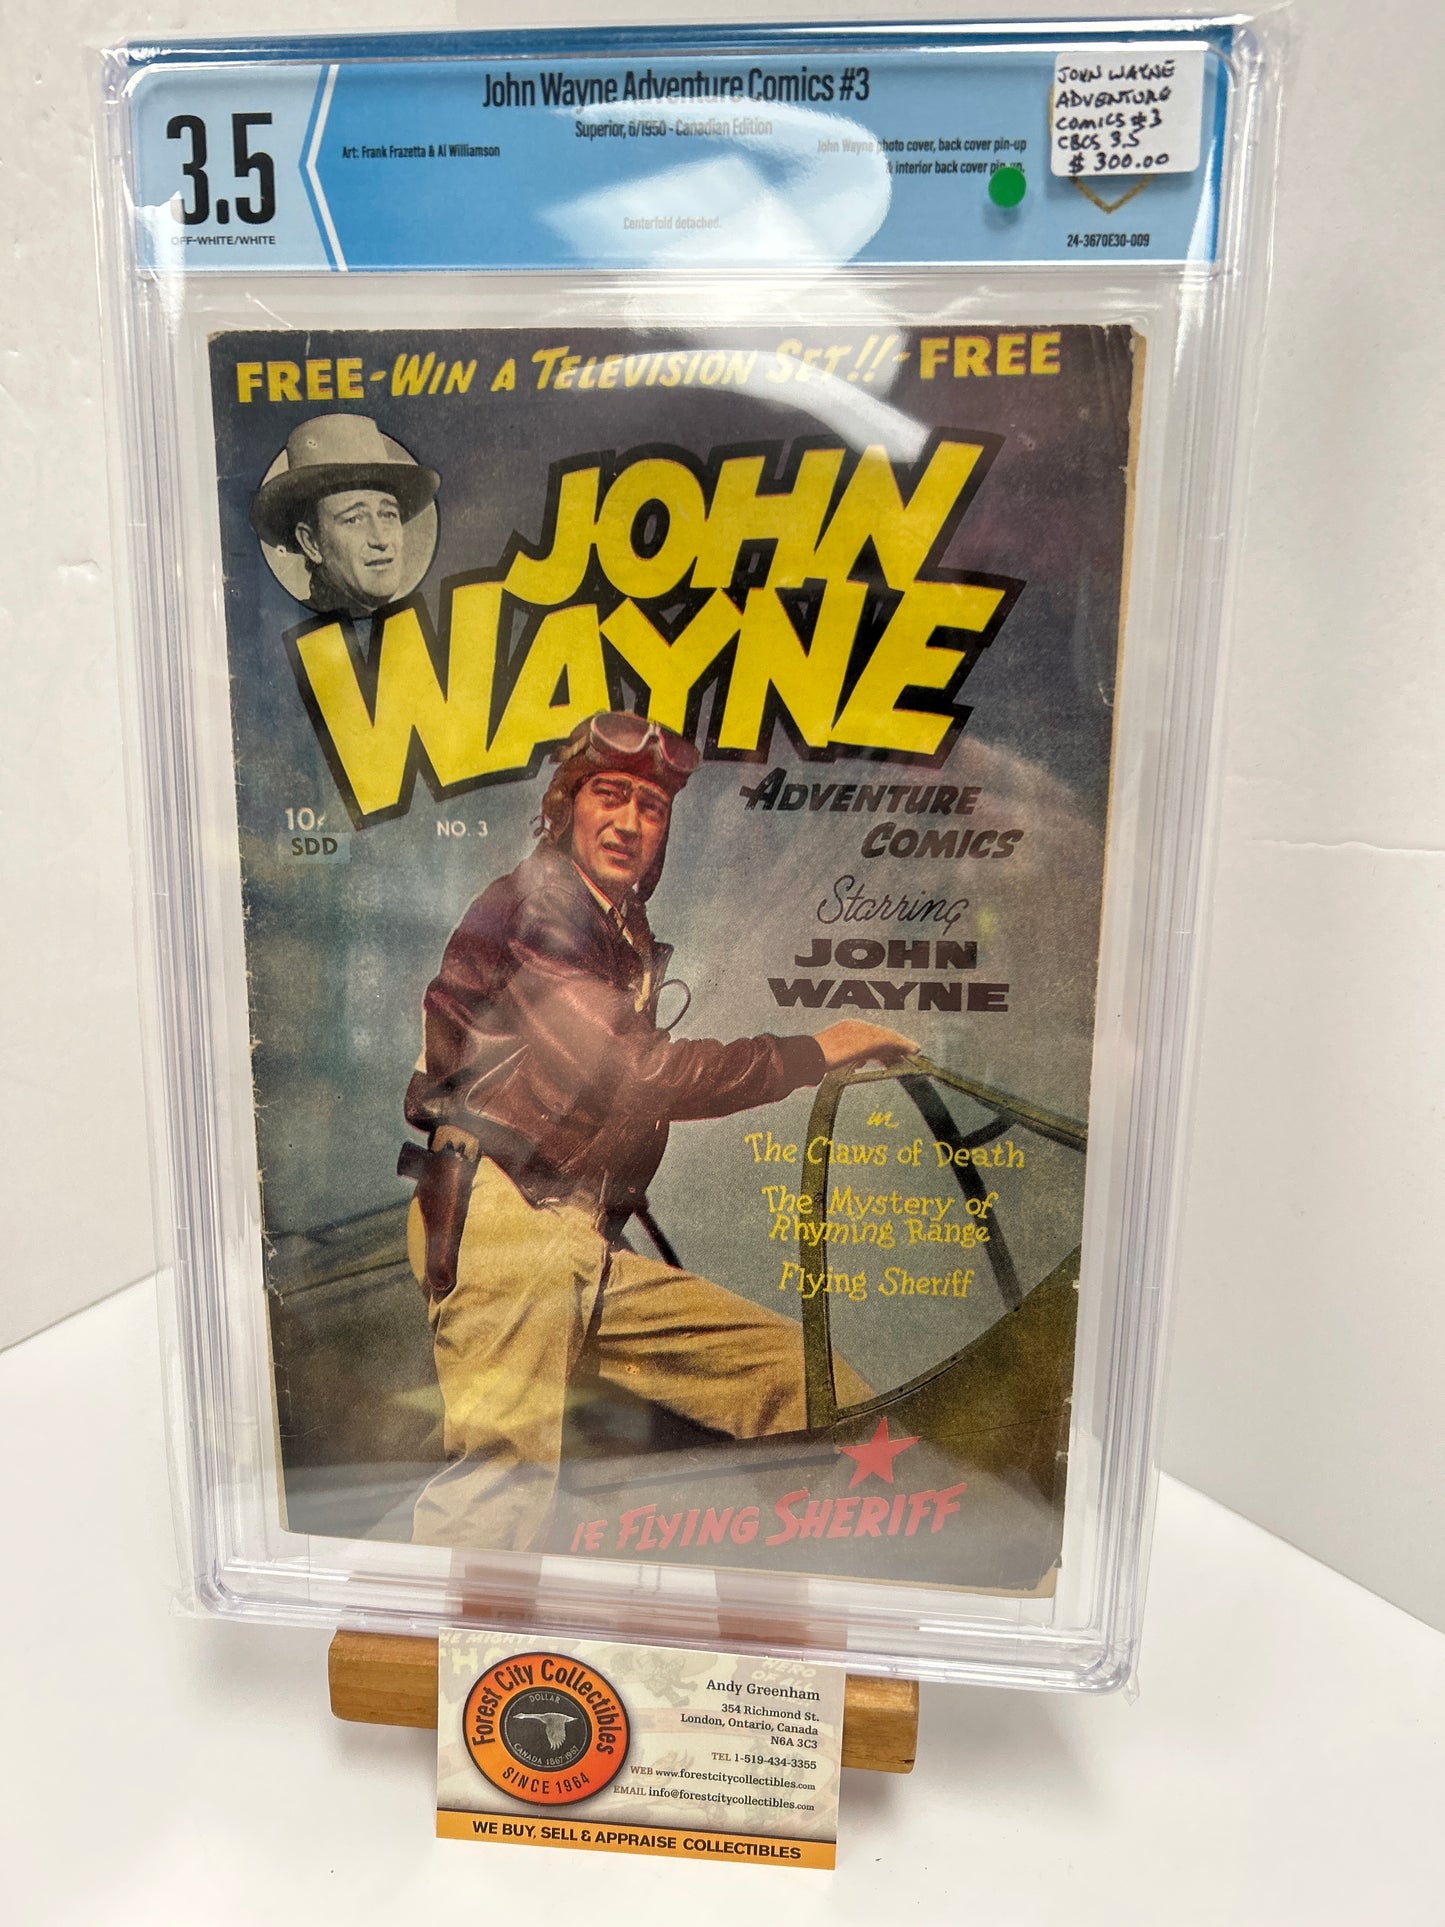 John Wayne Adventure Comics #3
Superior, 6/1950 - Canadian Edition
3.5
OFF-WHITE/WHITE
Art: Frank Frazetta & Al Williamson
John Wayne photo cover, back cover pin-up
& interior back cover pin-up.
Centerfold detached.
24-3670E30-009
JOHN WAYNE
ADVENTURE
COMICS #3
CBCS 3.5
$ 300.00
FREE - WIN A TELEVISION SET!! - FREE
JOHN
WAYNE
ADVENTURE
COMICS
10¢
SDD
NO. 3
Starring
JOHN
WAYNE
in
The Claws of Death
The Mystery of
Rhyming Range
Flying Sheriff
FLYING SHERIFF
Forest City Collectibles
SINCE 1964
DOLLAR
CANADA 1867-1967
HERO
OF
Andy Greenham
354 Richmond St.
London, Ontario, Canada
N6A 3C3
TEL 1-519-434-3355
WEB www.forestcitycollectibles.com
EMAIL info@forestcitycollectibles.com
WE BUY, SELL & APPRAISE COLLECTIBLES